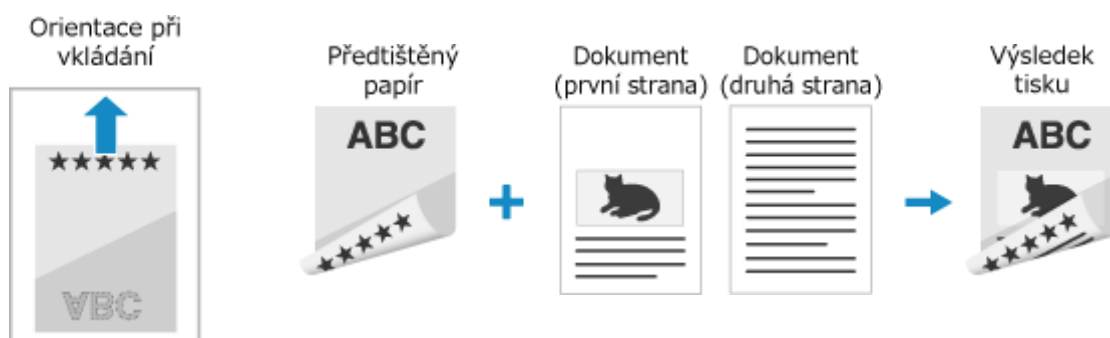 Orientace při
vkládání
Předtištěný
papír
Dokument
(první strana)
Dokument
(druhá strana)
Výsledek
tisku
ABC
ABC
ABC